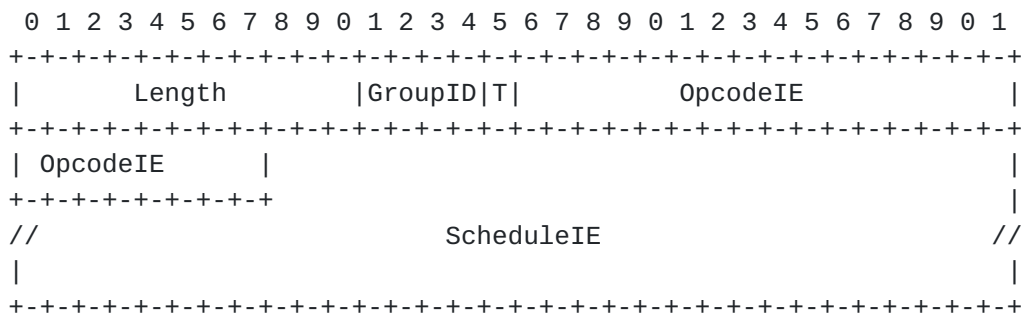 0 1 2 3 4 5 6 7 8 9 0 1 2 3 4 5 6 7 8 9 0 1 2 3 4 5 6 7 8 9 0 1
+-+-+-+-+-+-+-+-+-+-+-+-+-+-+-+-+-+-+-+-+-+-+-+-+-+-+-+-+-+-+-+-+
|       Length        |GroupID|T|          OpcodeIE             |
+-+-+-+-+-+-+-+-+-+-+-+-+-+-+-+-+-+-+-+-+-+-+-+-+-+-+-+-+-+-+-+-+
| OpcodeIE      |                                               |
+-+-+-+-+-+-+-+-+                                               |
//                          ScheduleIE                         //
|                                                               |
+-+-+-+-+-+-+-+-+-+-+-+-+-+-+-+-+-+-+-+-+-+-+-+-+-+-+-+-+-+-+-+-+